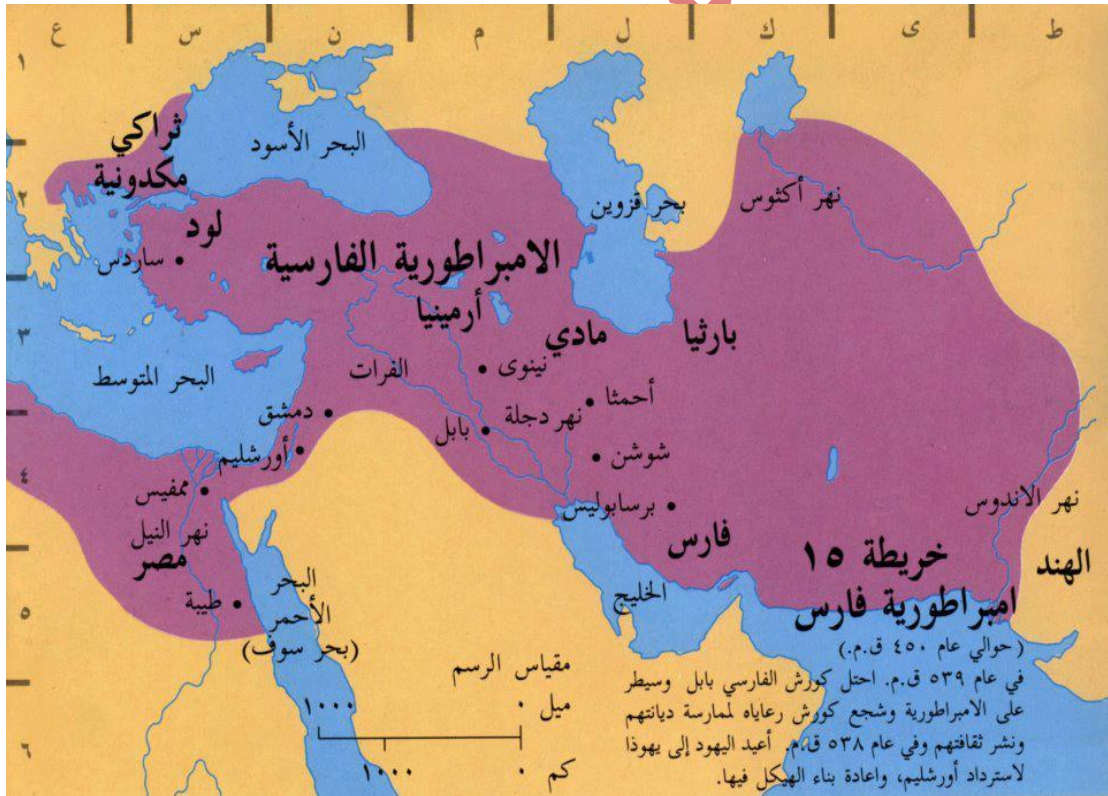 ع س ن م ل ك ى ط
١
ثراكي
البحر الأسود
مكدونية
٢
بحر قزوين
نهر أكثوس
لود
ساردس
الامبراطورية الفارسية
أرمينيا
٣
مادي
بارثيا
نينوى
الفرات
البحر المتوسط
أحمثا
نهر دجلة
دمشق
بابل
أورشليم
شوشن
٤
ممفيس
برسابوليس
نهر الاندوس
نهر النيل
فارس
مصر
الهند
خريطة ١٥
امبراطورية فارس
البحر
الأحمر
(بحر سوف)
الخليج
طيبة
٥
(حوالي عام ٤٥٠ ق.م.)
في عام ٥٣٩ ق.م. احتل كورش الفارسي بابل وسيطر
على الامبراطورية وشجع كورش رعاياه لممارسة ديانتهم
ونشر ثقافتهم وفي عام ٥٣٨ ق.م. أعيد اليهود إلى يهوذا
لاسترداد أورشليم، واعادة بناء الهيكل فيها.
مقياس الرسم
ميل ٠ ١٠٠٠
كم ٠ ١٠٠٠
٦